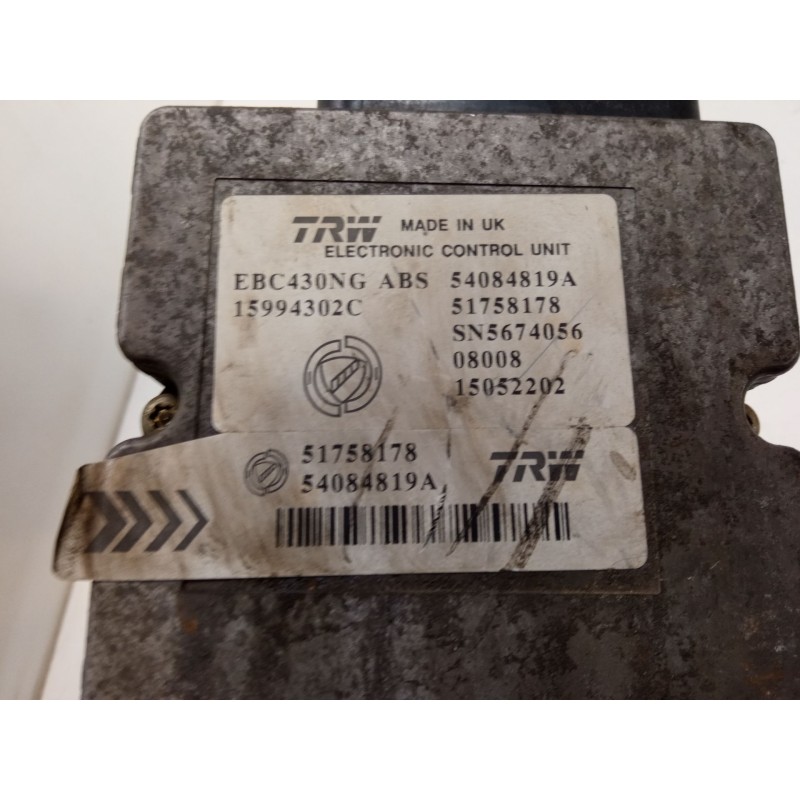 TRW MADE IN UK
ELECTRONIC CONTROL UNIT
EBC430NG ABS 54084819A
15994302C 51758178
SN5674056
08008
15052202
51758178 TRW
54084819A